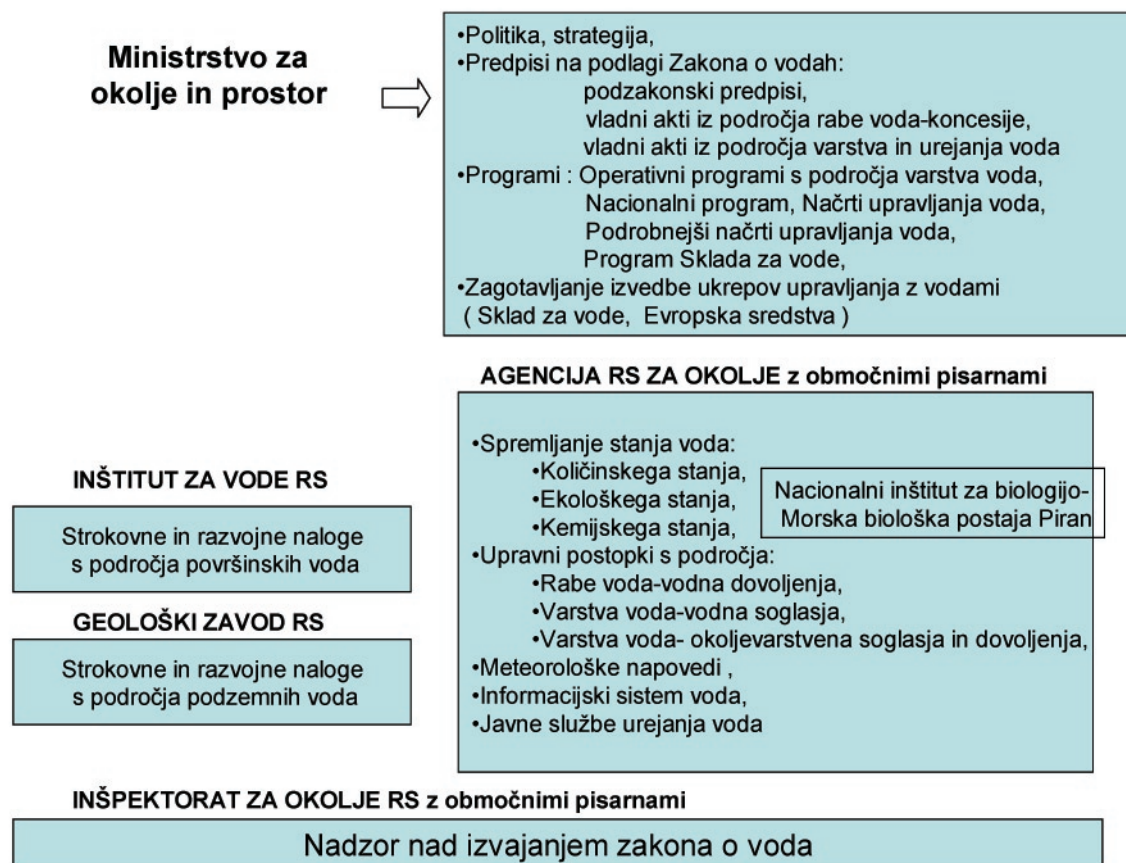 Ministrstvo za
okolje in prostor
•Politika, strategija,
•Predpisi na podlagi Zakona o vodah:
podzakonski predpisi,
vladni akti iz področja rabe voda-koncesije,
vladni akti iz področja varstva in urejanja voda
•Programi : Operativni programi s področja varstva voda,
Nacionalni program, Načrti upravljanja voda,
Podrobnejši načrti upravljanja voda,
Program Sklada za vode,
•Zagotavljanje izvedbe ukrepov upravljanja z vodami
( Sklad za vode, Evropska sredstva )
INŠTITUT ZA VODE RS
Strokovne in razvojne naloge
s področja površinskih voda
GEOLOŠKI ZAVOD RS
Strokovne in razvojne naloge
s področja podzemnih voda
AGENCIJA RS ZA OKOLJE z območnimi pisarnami
•Spremljanje stanja voda:
•Količinskega stanja,
•Ekološkega stanja,
•Kemijskega stanja,
Nacionalni inštitut za biologijo-
Morska biološka postaja Piran
•Upravni postopki s področja:
•Rabe voda-vodna dovoljenja,
•Varstva voda-vodna soglasja,
•Varstva voda- okoljevarstvena soglasja in dovoljenja,
•Meteorološke napovedi ,
•Informacijski sistem voda,
•Javne službe urejanja voda
INŠPEKTORAT ZA OKOLJE RS z območnimi pisarnami
Nadzor nad izvajanjem zakona o voda